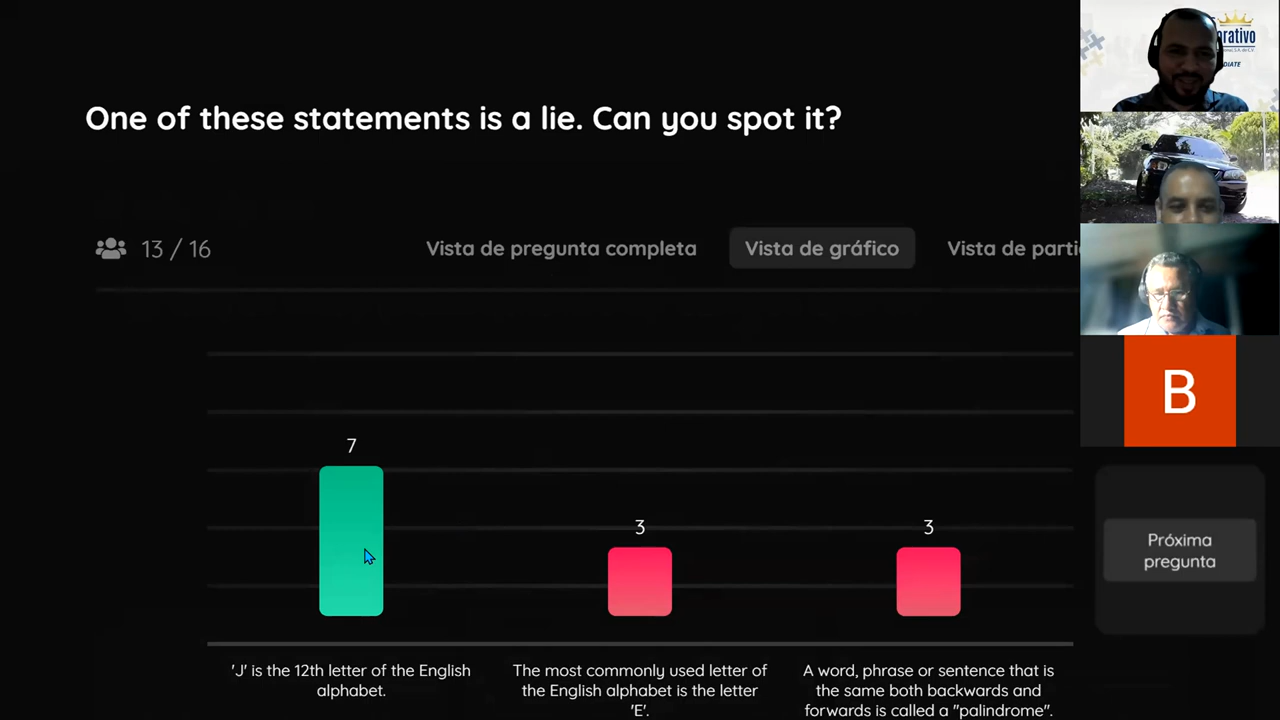 One of these statements is a lie. Can you spot it?
13 / 16
Vista de pregunta completa
Vista de gráfico
Vista de parti
7
3
3
'J' is the 12th letter of the English
alphabet.
The most commonly used letter of
the English alphabet is the letter
'E'.
A word, phrase or sentence that is
the same both backwards and
forwards is called a "palindrome".
orativo
DIATE
B
Próxima
pregunta